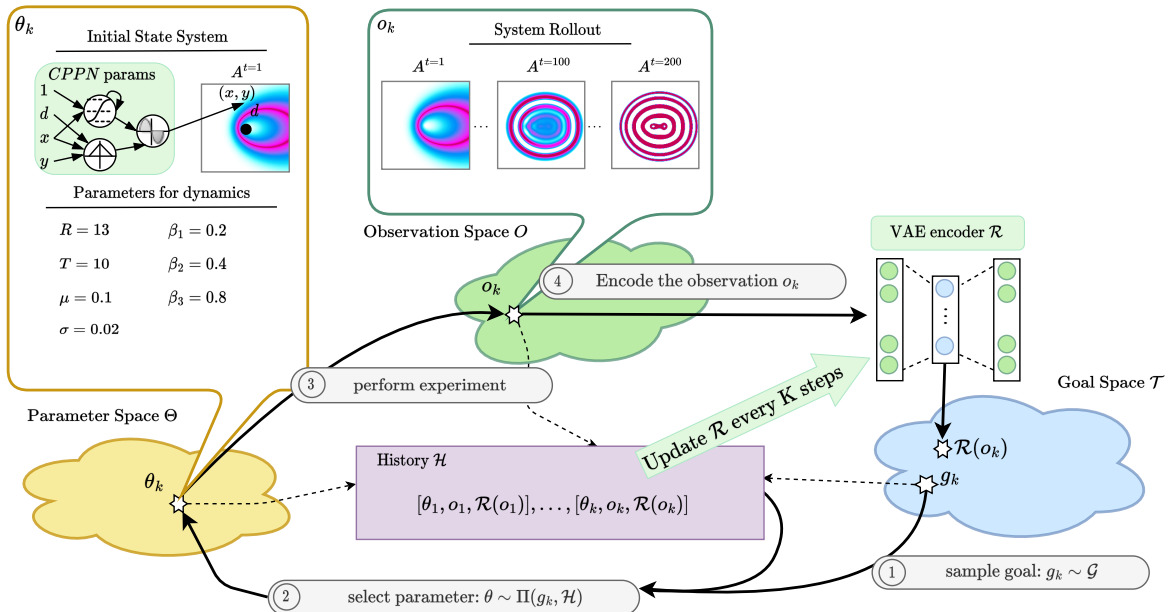 θ_k
Initial State System
CPPN params
1
d
x
y
A^{t=1}
(x, y)
d
Parameters for dynamics
R = 13
β_1 = 0.2
T = 10
β_2 = 0.4
μ = 0.1
β_3 = 0.8
σ = 0.02
o_k
System Rollout
A^{t=1}
A^{t=100}
A^{t=200}
...
...
Observation Space O
VAE encoder ℛ
o_k
4 Encode the observation o_k
3 perform experiment
Update ℛ every K steps
Parameter Space Θ
Goal Space 𝒯
θ_k
ℛ(o_k)
g_k
History ℋ
[θ_1, o_1, ℛ(o_1)], . . . , [θ_k, o_k, ℛ(o_k)]
1 sample goal: g_k ∼ 𝒢
2 select parameter: θ ∼ Π(g_k, ℋ)